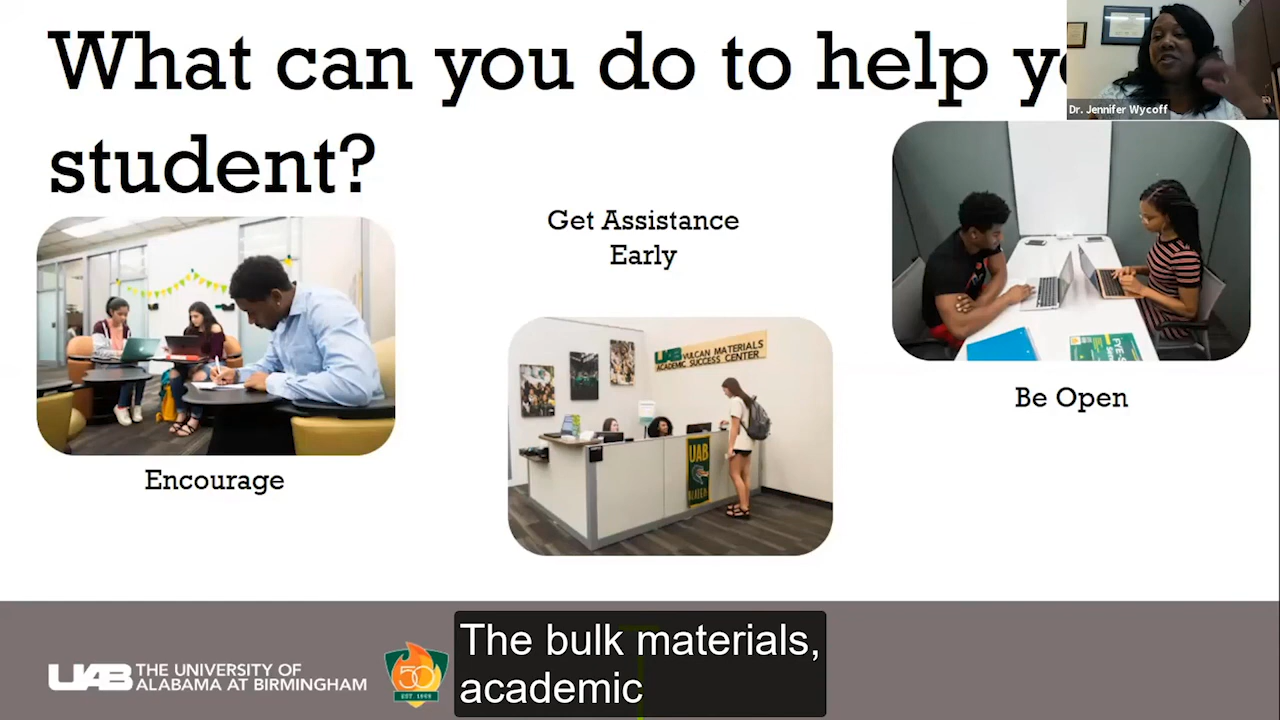 What can you do to help y
student?
Dr. Jennifer Wycoff
Get Assistance
Early
UAB VULCAN MATERIALS
ACADEMIC SUCCESS CENTER
UAB
Be Open
Encourage
UAB THE UNIVERSITY OF
ALABAMA AT BIRMINGHAM
50
EST. 1969
The bulk materials,
academic